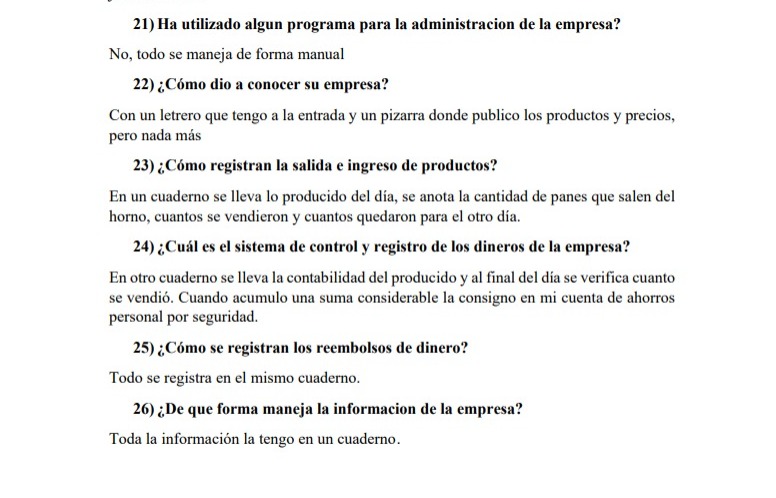 21) Ha utilizado algun programa para la administracion de la empresa?
No, todo se maneja de forma manual
22) ¿Cómo dio a conocer su empresa?
Con un letrero que tengo a la entrada y un pizarra donde publico los productos y precios,
pero nada más
23) ¿Cómo registran la salida e ingreso de productos?
En un cuaderno se lleva lo producido del día, se anota la cantidad de panes que salen del
horno, cuantos se vendieron y cuantos quedaron para el otro día.
24) ¿Cuál es el sistema de control y registro de los dineros de la empresa?
En otro cuaderno se lleva la contabilidad del producido y al final del día se verifica cuanto
se vendió. Cuando acumulo una suma considerable la consigno en mi cuenta de ahorros
personal por seguridad.
25) ¿Cómo se registran los reembolsos de dinero?
Todo se registra en el mismo cuaderno.
26) ¿De que forma maneja la informacion de la empresa?
Toda la información la tengo en un cuaderno.